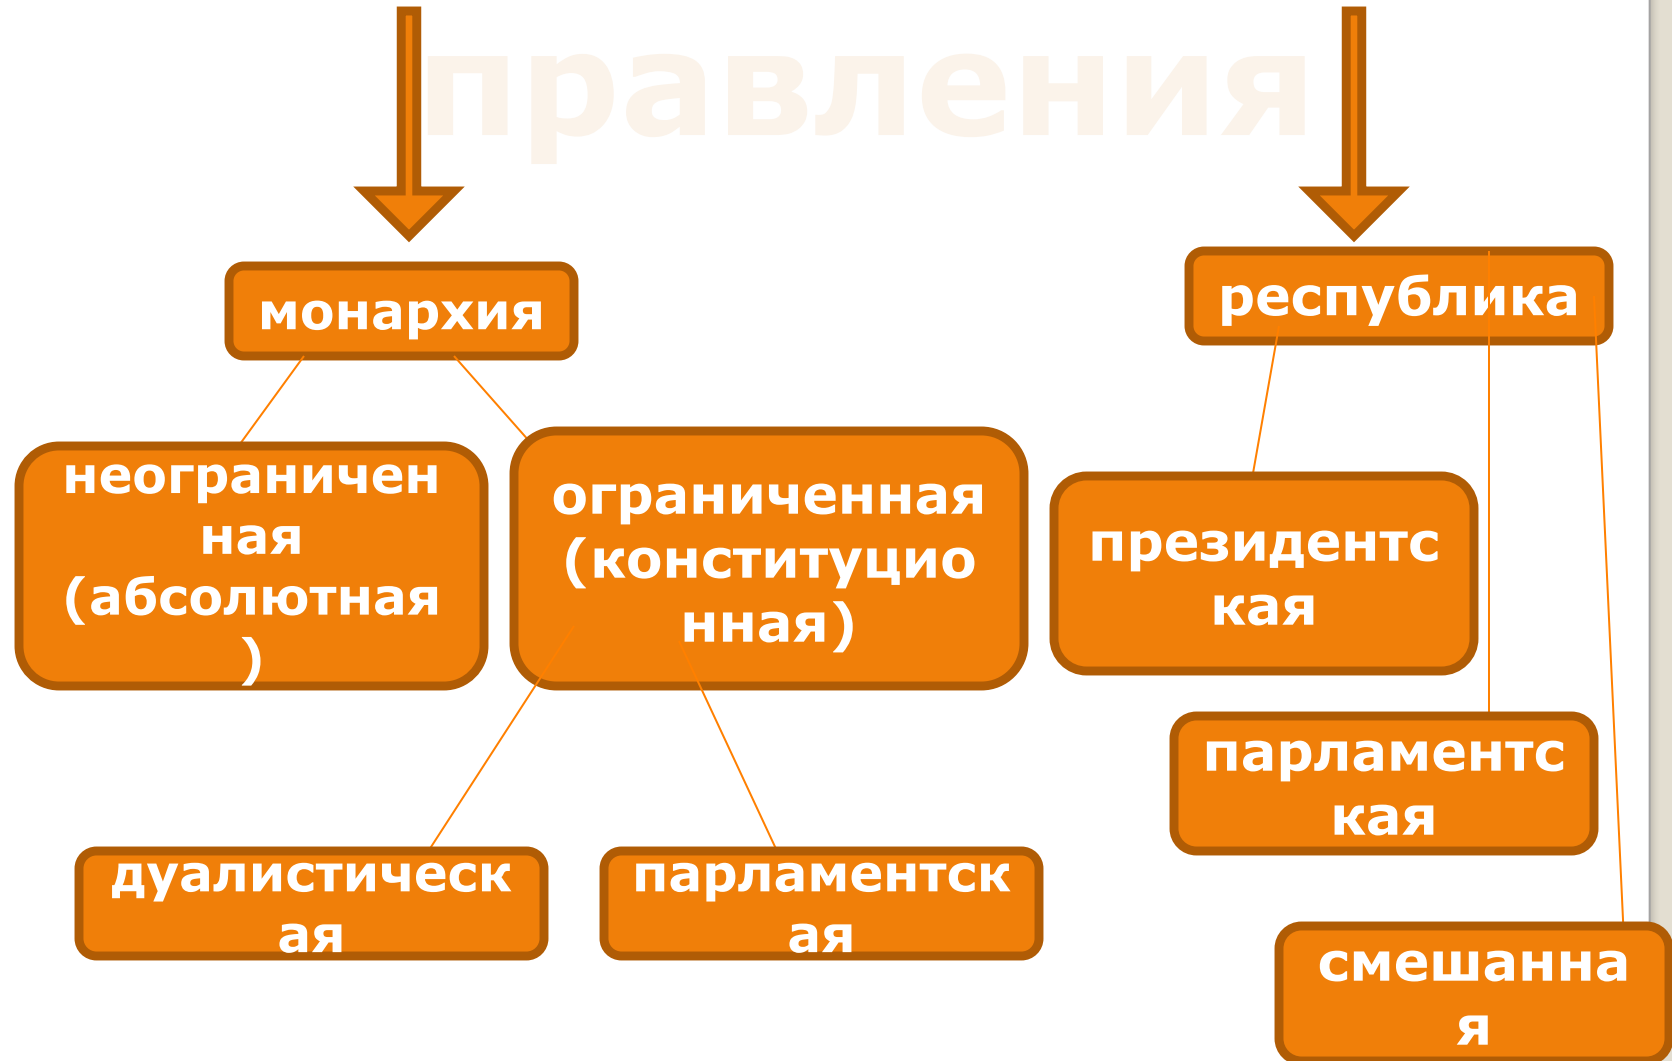 правления
монархия
республика
неограничен
ная
(абсолютная
)
ограниченная
(конституцио
нная)
президентс
кая
парламентс
кая
дуалистическ
ая
парламентск
ая
смешанна
я